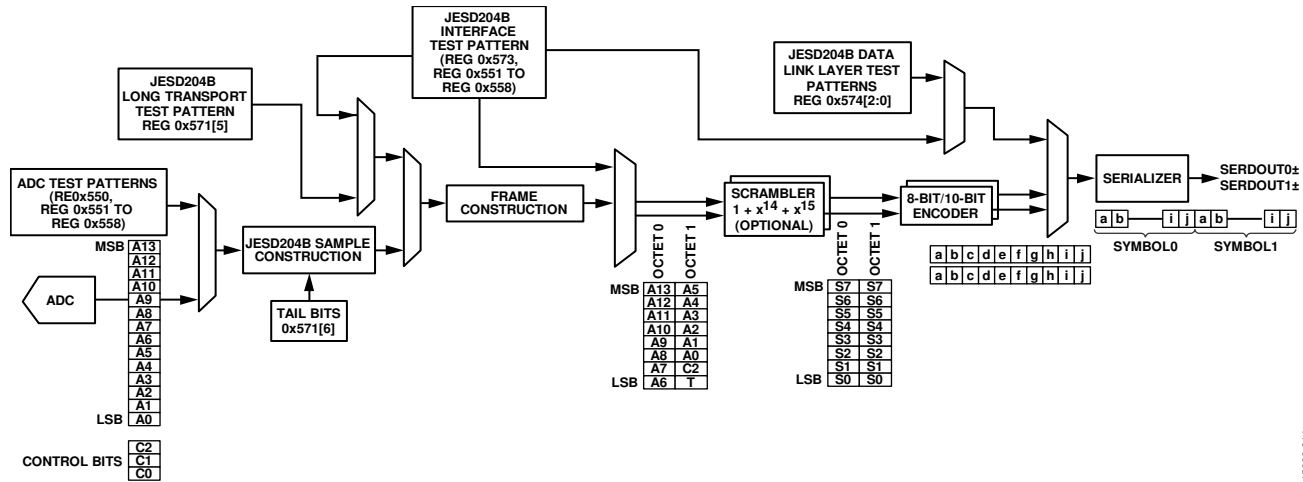 JESD204B
INTERFACE
TEST PATTERN
(REG 0x573,
REG 0x551 TO
REG 0x558)
JESD204B DATA
LINK LAYER TEST
PATTERNS
REG 0x574[2:0]
JESD204B
LONG TRANSPORT
TEST PATTERN
REG 0x571[5]
ADC TEST PATTERNS
(RE0x550,
REG 0x551 TO
REG 0x558)
MSB A13
A12
A11
A10
A9
A8
A7
A6
A5
A4
A3
A2
A1
LSB A0
CONTROL BITS
C2
C1
C0
ADC
JESD204B SAMPLE
CONSTRUCTION
TAIL BITS
0x571[6]
FRAME
CONSTRUCTION
OCTET 0
OCTET 1
MSB A13 A5
A12 A4
A11 A3
A10 A2
A9 A1
A8 A0
A7 C2
LSB A6 T
SCRAMBLER
1 + x14 + x15
(OPTIONAL)
OCTET 0
OCTET 1
MSB S7 S7
S6 S6
S5 S5
S4 S4
S3 S3
S2 S2
S1 S1
LSB S0 S0
8-BIT/10-BIT
ENCODER
a b c d e f g h i j
a b c d e f g h i j
SERIALIZER
SERDOUT0±
SERDOUT1±
a b i j a b i j
SYMBOL0 SYMBOL1